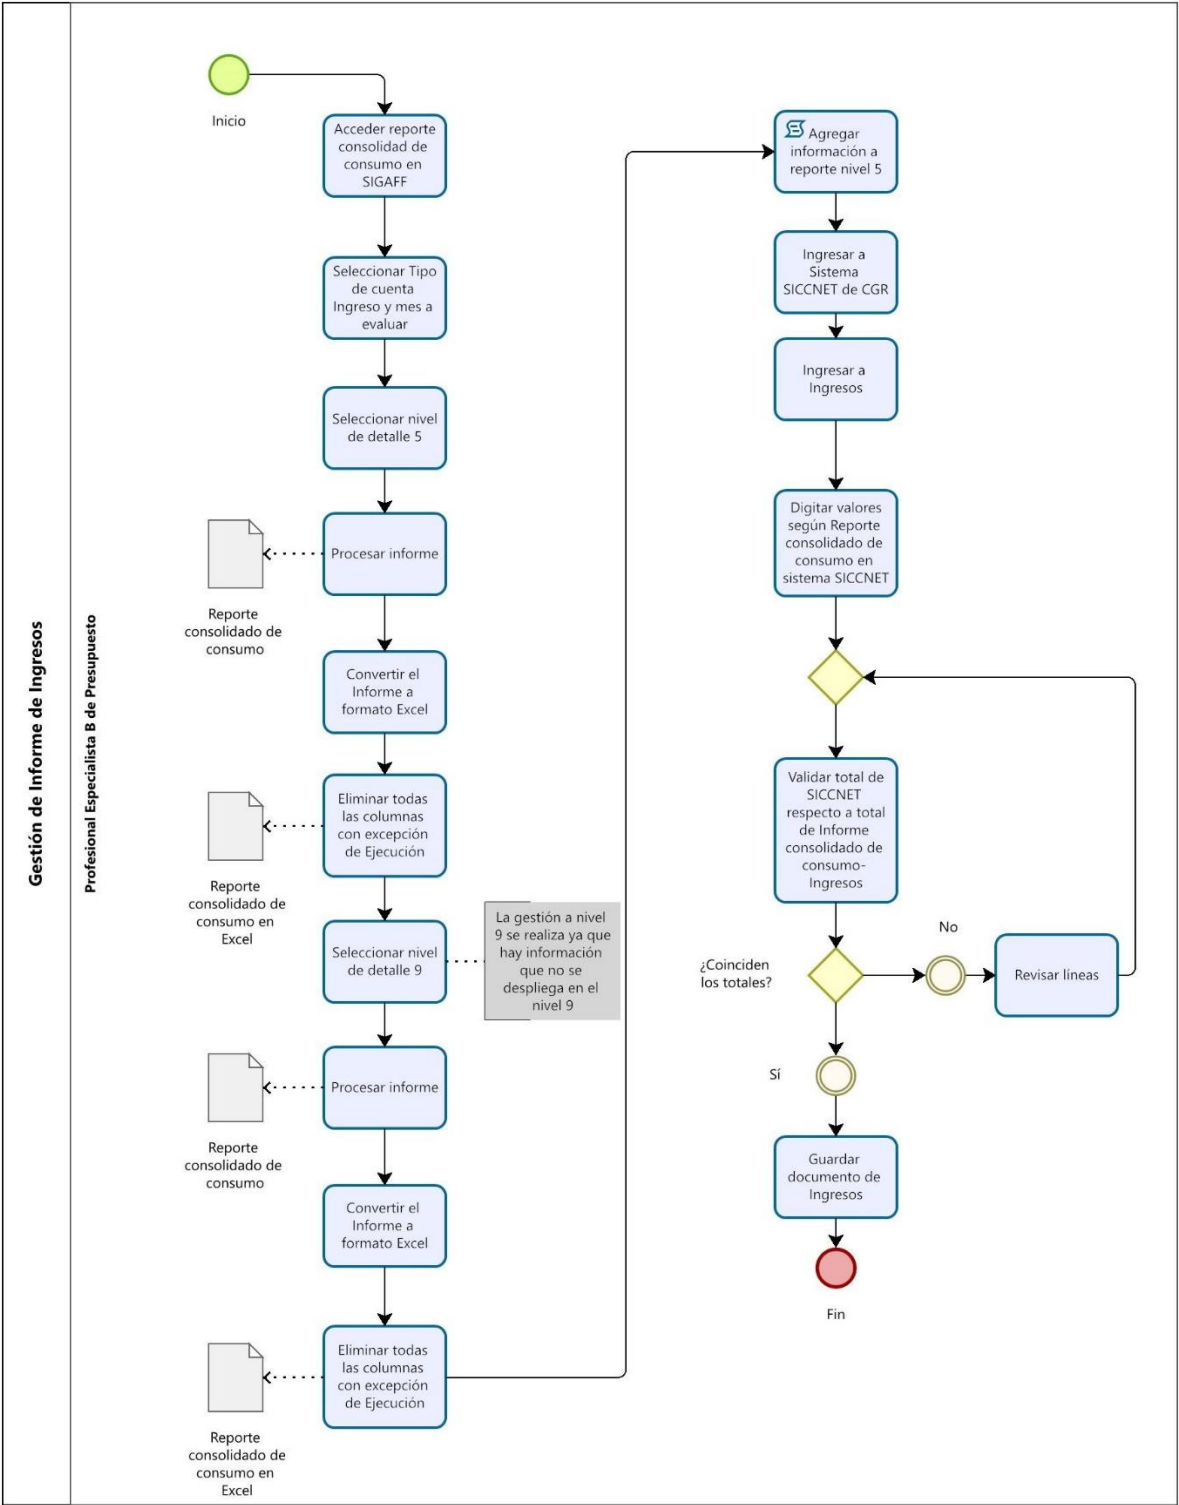 Gestión de Informe de Ingresos
Profesional Especialista B de Presupuesto
Inicio
Acceder reporte
consolidad de
consumo en
SIGAFF
Seleccionar Tipo
de cuenta
Ingreso y mes a
evaluar
Seleccionar nivel
de detalle 5
Procesar informe
Reporte
consolidado de
consumo
Convertir el
Informe a
formato Excel
Eliminar todas
las columnas
con excepción
de Ejecución
Reporte
consolidado de
consumo en
Excel
Seleccionar nivel
de detalle 9
La gestión a nivel
9 se realiza ya que
hay información
que no se
despliega en el
nivel 9
Procesar informe
Reporte
consolidado de
consumo
Convertir el
Informe a
formato Excel
Eliminar todas
las columnas
con excepción
de Ejecución
Reporte
consolidado de
consumo en
Excel
Agregar
información a
reporte nivel 5
Ingresar a
Sistema
SICCNET de CGR
Ingresar a
Ingresos
Digitar valores
según Reporte
consolidado de
consumo en
sistema SICCNET
Validar total de
SICCNET
respecto a total
de Informe
consolidado de
consumo-
Ingresos
¿Coinciden
los totales?
No
Revisar líneas
Sí
Guardar
documento de
Ingresos
Fin